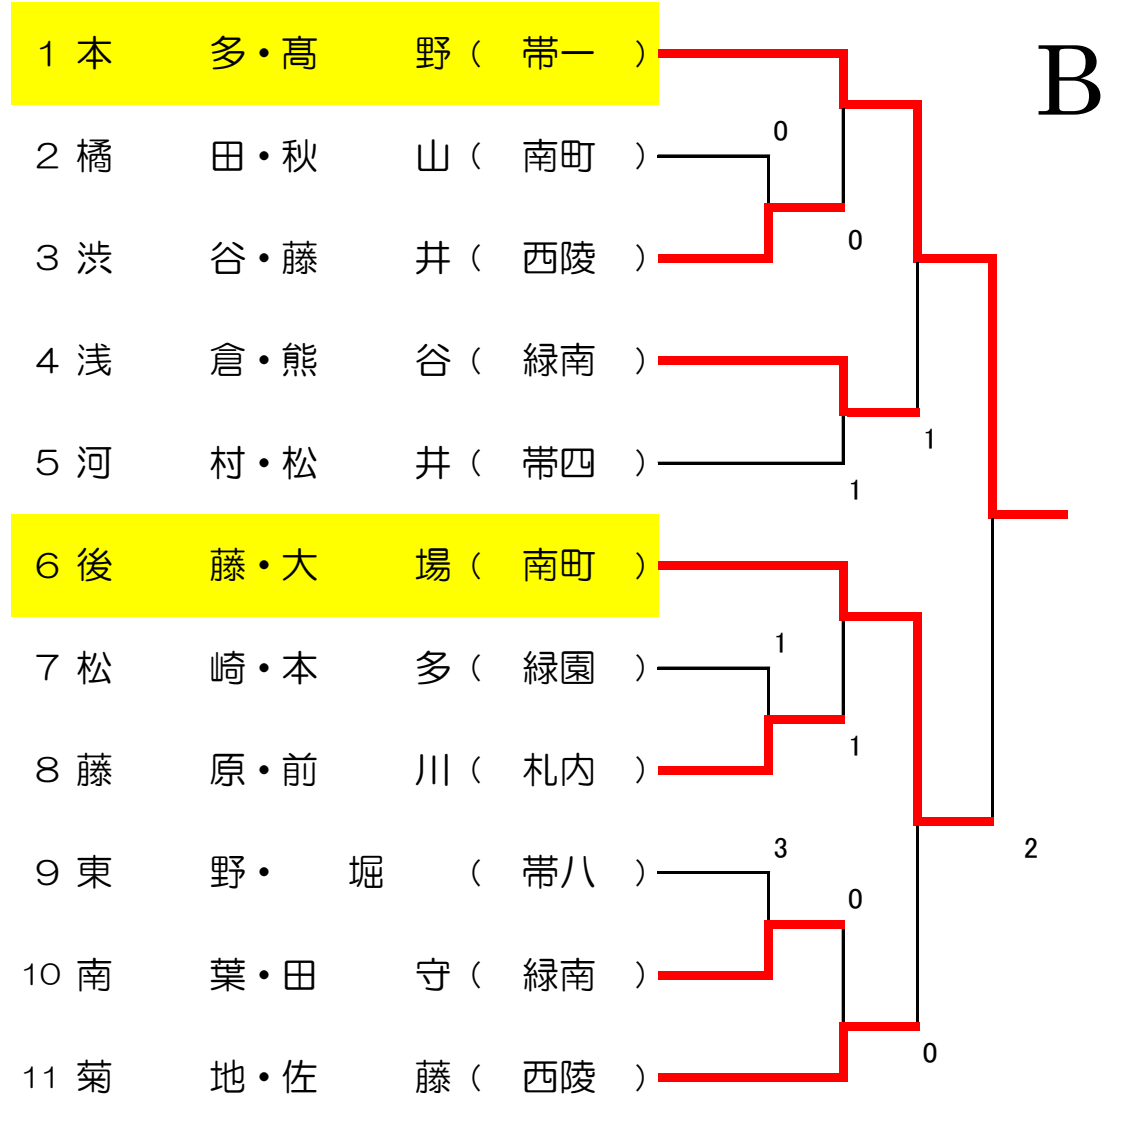 1 本多・髙野（帯一）
B
0
2 橘田・秋山（南町）
3 渋谷・藤井（西陵）
0
4 浅倉・熊谷（緑南）
1
5 河村・松井（帯四）
1
6 後藤・大場（南町）
1
7 松崎・本多（緑園）
1
8 藤原・前川（札内）
3
2
9 東野・堀（帯八）
0
10 南葉・田守（緑南）
0
11 菊地・佐藤（西陵）